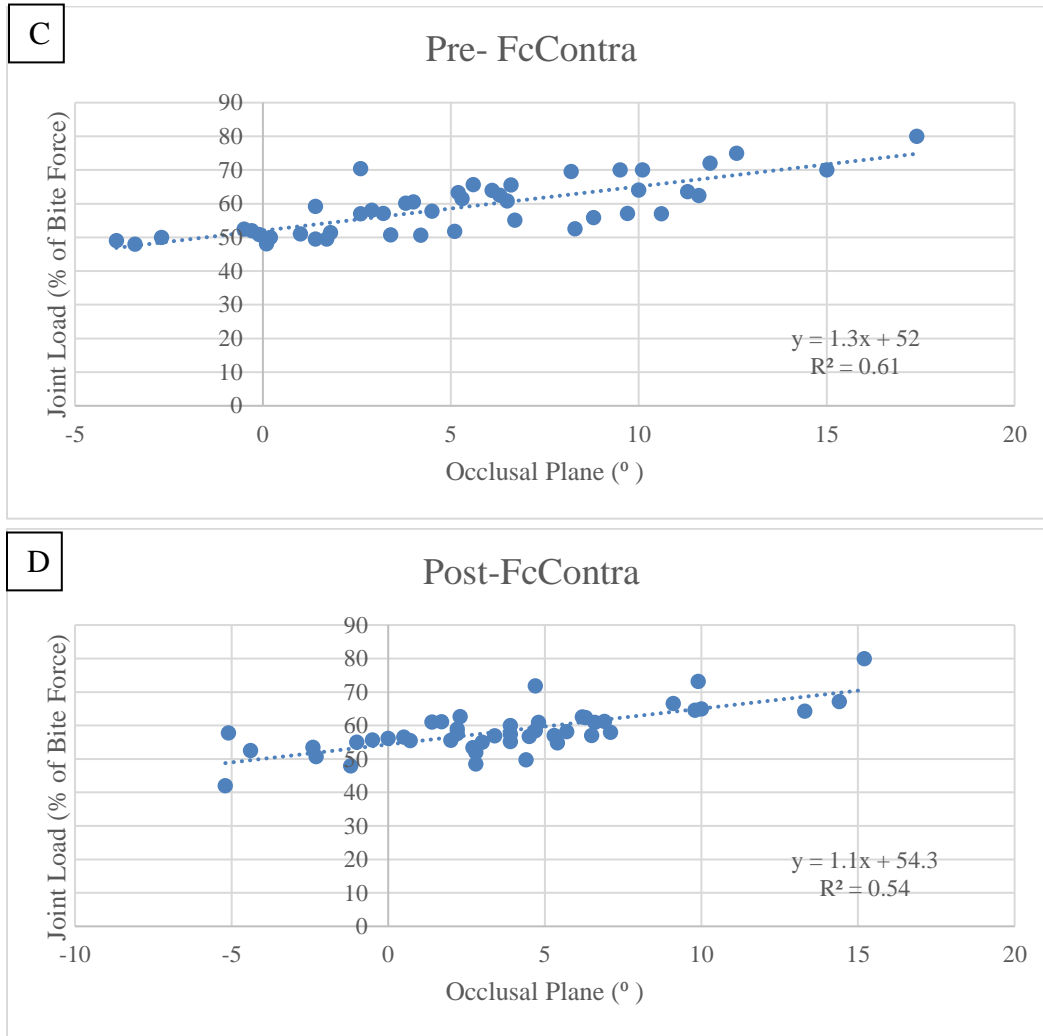 C
Pre- FcContra
Joint Load (% of Bite Force)
90
80
70
60
50
40
30
20
10
0
y = 1.3x + 52
R² = 0.61
-5 0 5 10 15 20
Occlusal Plane (⁰ )
D
Post-FcContra
Joint Load (% of Bite Force)
90
80
70
60
50
40
30
20
10
0
y = 1.1x + 54.3
R² = 0.54
-10 -5 0 5 10 15 20
Occlusal Plane (⁰ )